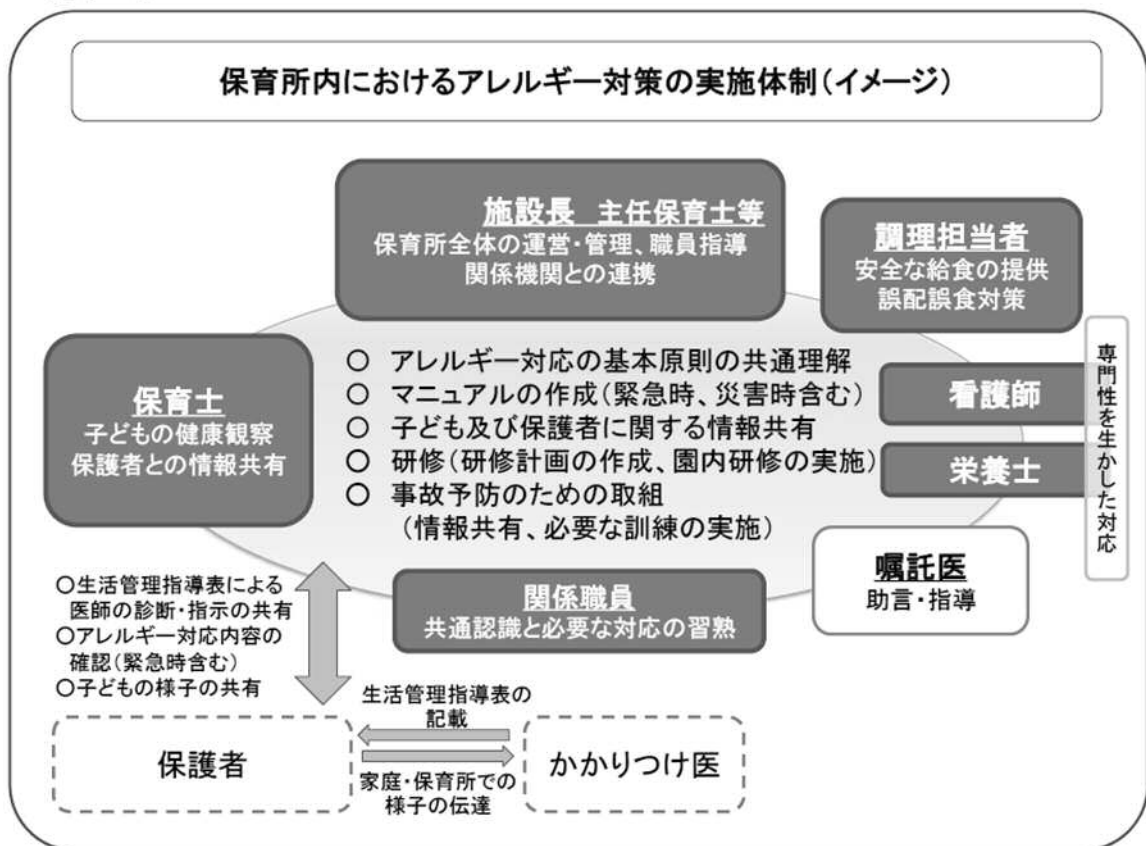 保育所内におけるアレルギー対策の実施体制(イメージ)
施設長 主任保育士等
保育所全体の運営・管理、職員指導
関係機関との連携
調理担当者
安全な給食の提供
誤配誤食対策
保育士
子どもの健康観察
保護者との情報共有
○ アレルギー対応の基本原則の共通理解
○ マニュアルの作成(緊急時、災害時含む)
○ 子ども及び保護者に関する情報共有
○ 研修(研修計画の作成、園内研修の実施)
○ 事故予防のための取組
(情報共有、必要な訓練の実施)
看護師
栄養士
専門性を生かした対応
嘱託医
助言・指導
関係職員
共通認識と必要な対応の習熟
○生活管理指導表による
医師の診断・指示の共有
○アレルギー対応内容の
確認(緊急時含む)
○子どもの様子の共有
生活管理指導表の
記載
保護者
かかりつけ医
家庭・保育所での
様子の伝達